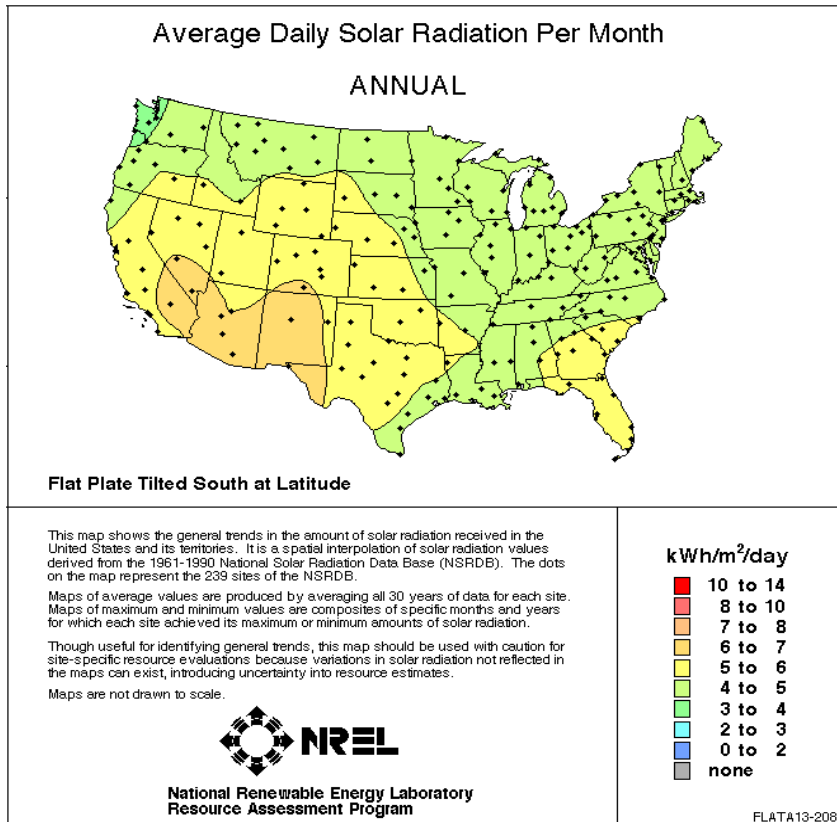 Average Daily Solar Radiation Per Month
ANNUAL
Flat Plate Tilted South at Latitude
This map shows the general trends in the amount of solar radiation received in the
United States and its territories. It is a spatial interpolation of solar radiation values
derived from the 1961-1990 National Solar Radiation Data Base (NSRDB). The dots
on the map represent the 239 sites of the NSRDB.
Maps of average values are produced by averaging all 30 years of data for each site.
Maps of maximum and minimum values are composites of specific months and years
for which each site achieved its maximum or minimum amounts of solar radiation.
Though useful for identifying general trends, this map should be used with caution for
site-specific resource evaluations because variations in solar radiation not reflected in
the maps can exist, introducing uncertainty into resource estimates.
Maps are not drawn to scale.
NREL
National Renewable Energy Laboratory
Resource Assessment Program
kWh/m²/day
10 to 14
8 to 10
7 to 8
6 to 7
5 to 6
4 to 5
3 to 4
2 to 3
0 to 2
none
FLATA13-208